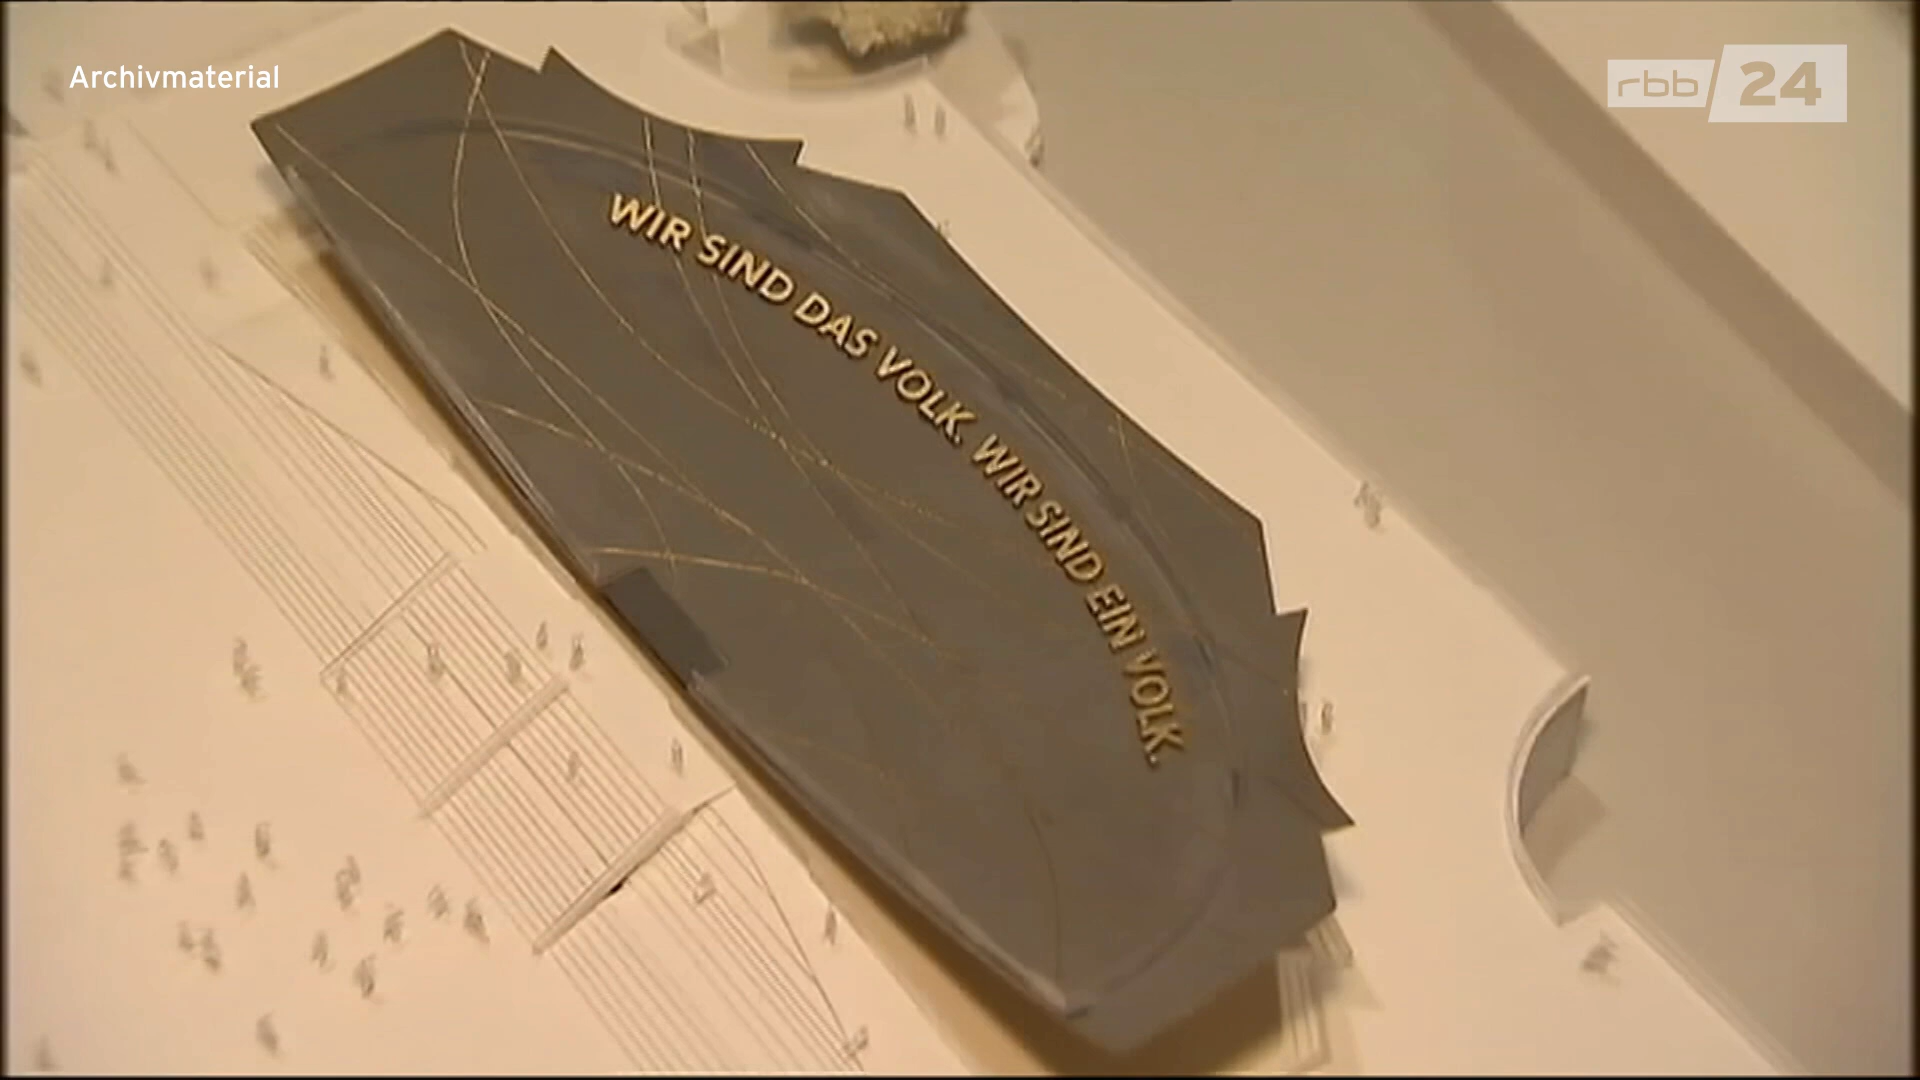 Archivmaterial
rbb 24
WIR SIND DAS VOLK. WIR SIND EIN VOLK.